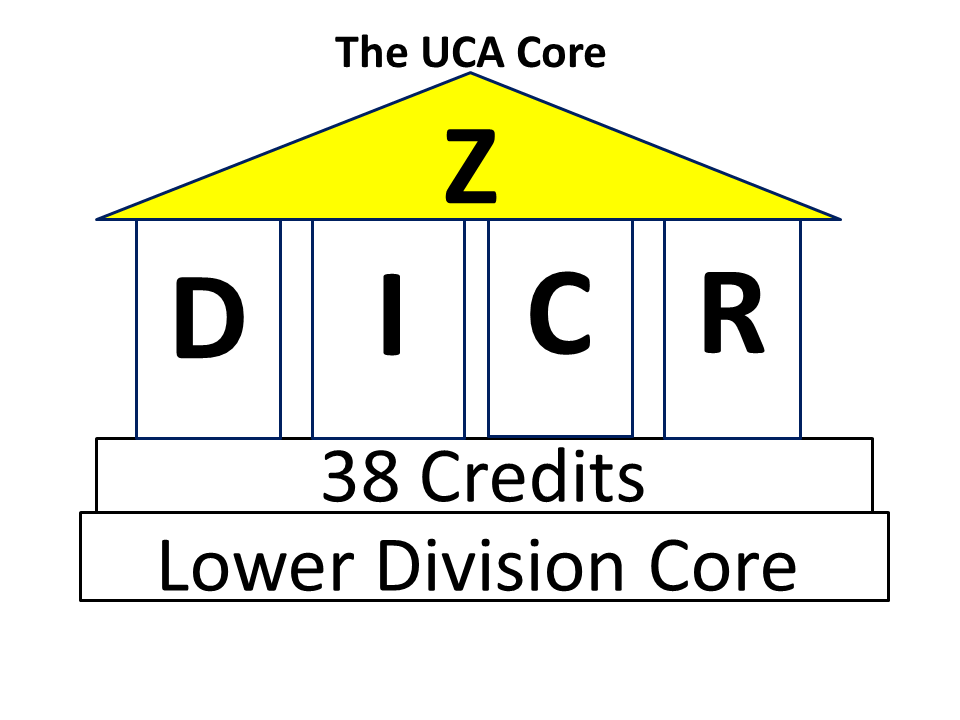 The UCA Core
Z
D I C R
38 Credits
Lower Division Core